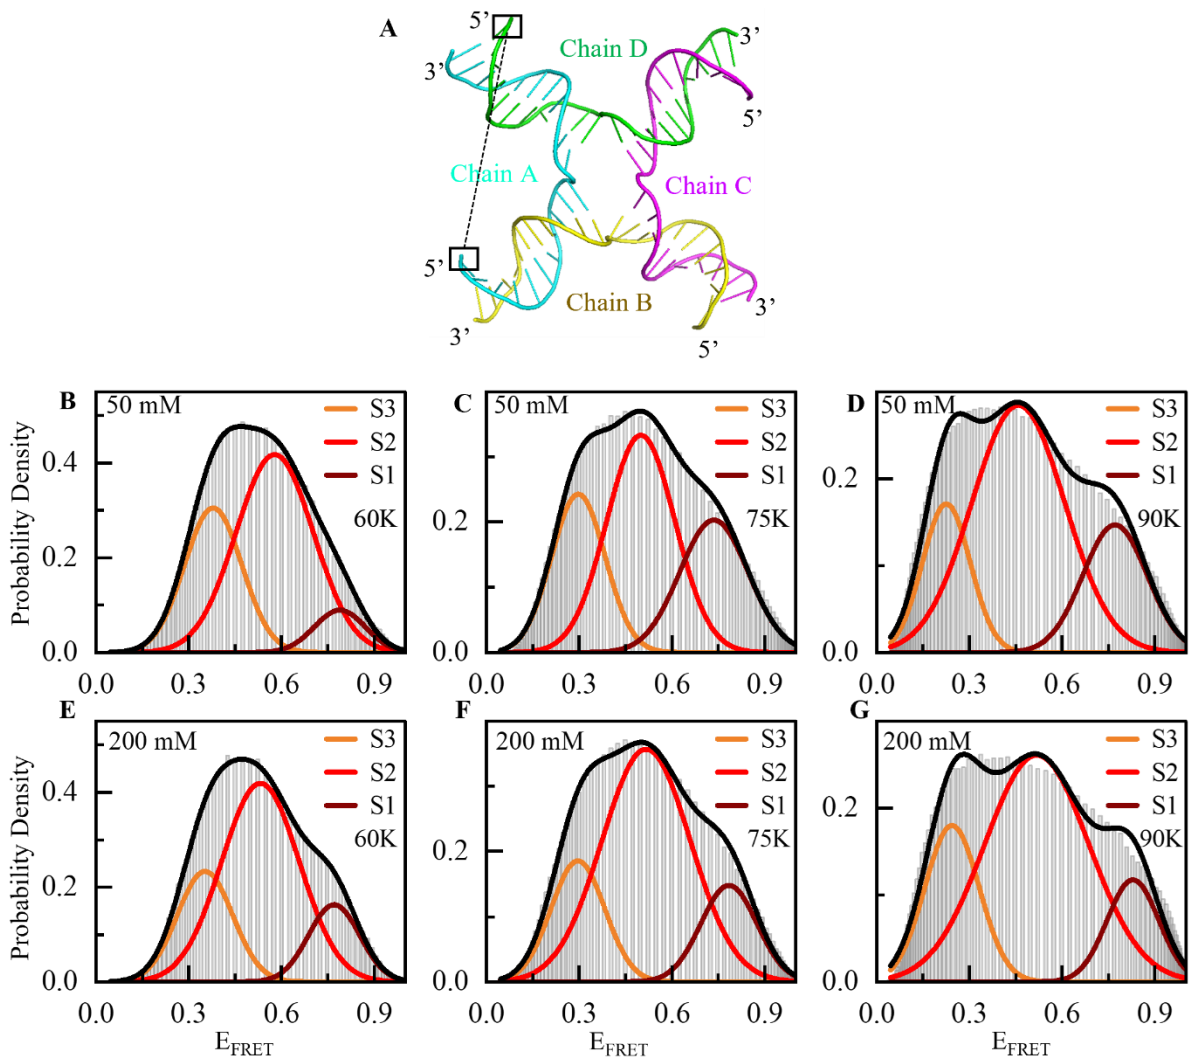 A
5’
Chain D
3’
3’
5’
Chain A
Chain C
5’
Chain B
3’
3’
5’
B
50 mM
S3
S2
S1
60K
Probability Density
0.4
0.2
0.0
0.0 0.3 0.6 0.9
C
50 mM
S3
S2
S1
75K
0.2
0.0
0.0 0.3 0.6 0.9
D
50 mM
S3
S2
S1
90K
0.2
0.0
0.0 0.3 0.6 0.9
E
200 mM
S3
S2
S1
60K
Probability Density
0.4
0.2
0.0
0.0 0.3 0.6 0.9
EFRET
F
200 mM
S3
S2
S1
75K
0.2
0.0
0.0 0.3 0.6 0.9
EFRET
G
200 mM
S3
S2
S1
90K
0.2
0.0
0.0 0.3 0.6 0.9
EFRET